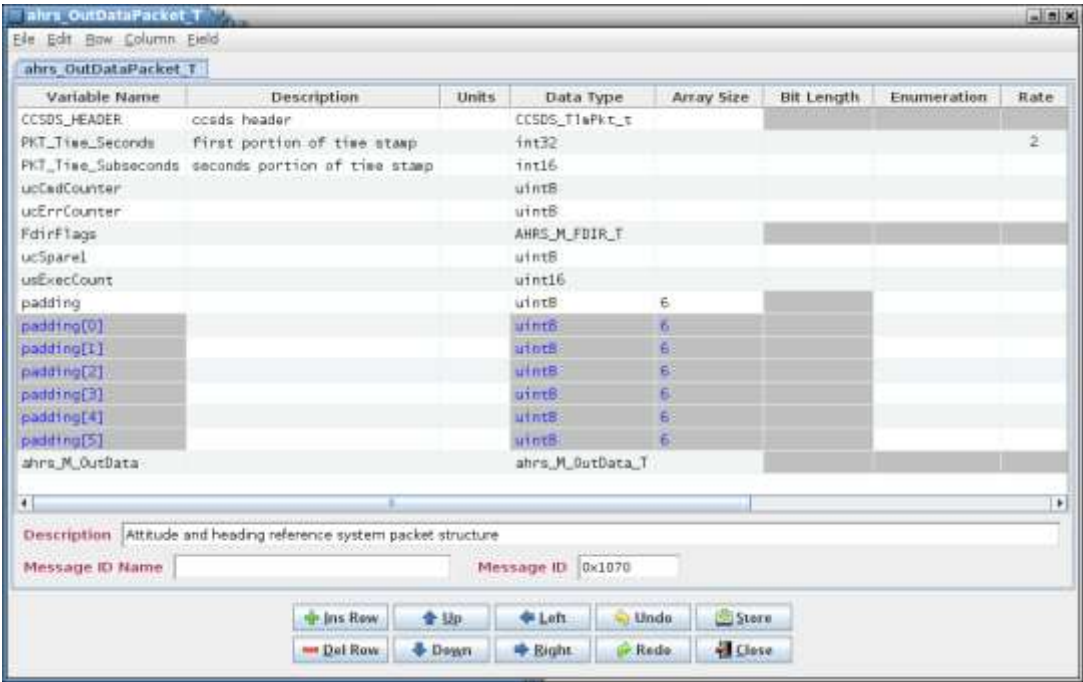 ahrs_OutDataPacket_T
File Edit Row Column Field
ahrs_OutDataPacket_T
Variable Name Description Units Data Type Array Size Bit Length Enumeration Rate
CCSDS_HEADER ccsds header CCSDS_TlmPkt_t
PKT_Time_Seconds first portion of time stamp int32 2
PKT_Time_Subseconds seconds portion of time stamp int16
ucCmdCounter uint8
ucErrCounter uint8
FdirFlags AHRS_M_FDIR_T
ucSpare1 uint8
usExecCount uint16
padding uint8 6
padding[0] uint8 6
padding[1] uint8 6
padding[2] uint8 6
padding[3] uint8 6
padding[4] uint8 6
padding[5] uint8 6
ahrs_M_OutData ahrs_M_OutData_T
Description Attitude and heading reference system packet structure
Message ID Name Message ID 0x1070
Ins Row Up Left Undo Store
Del Row Down Right Redo Close